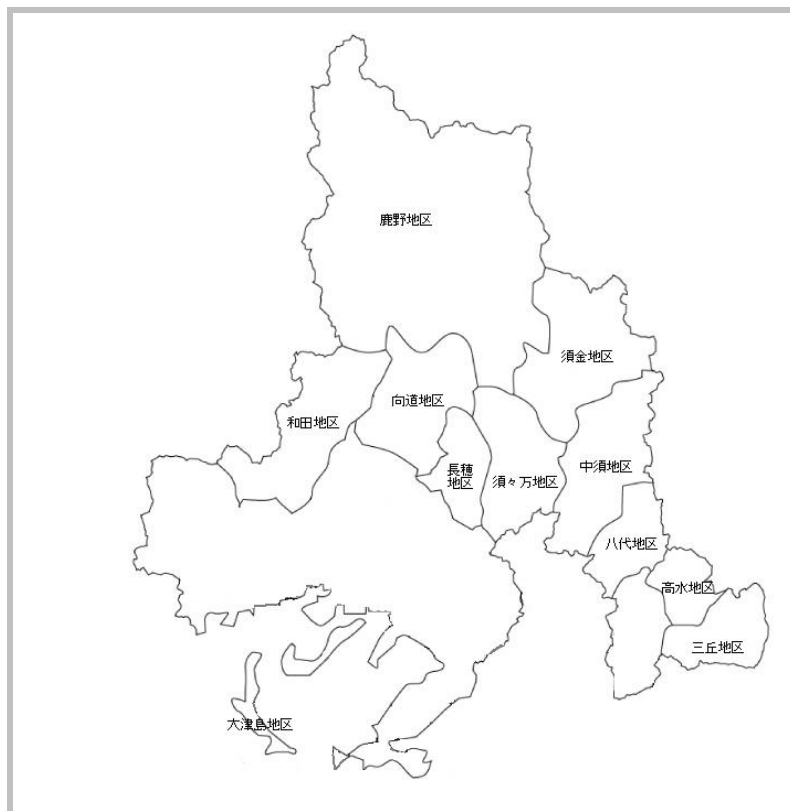 鹿野地区
須金地区
向道地区
和田地区
長穂
地区
須々万地区
中須地区
八代地区
高水地区
三丘地区
大津島地区